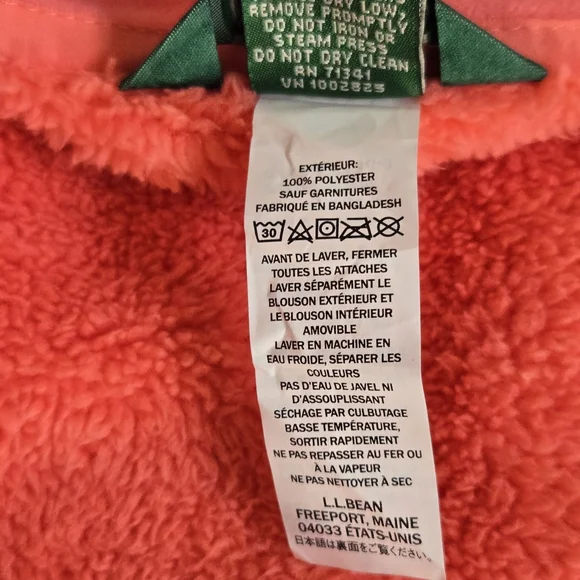 DRY LOW,
REMOVE PROMPTLY
DO NOT IRON OR
STEAM PRESS
DO NOT DRY CLEAN
RN 71341
VN 1002825
EXTÉRIEUR:
100% POLYESTER
SAUF GARNITURES
FABRIQUÉ EN BANGLADESH
30
AVANT DE LAVER, FERMER
TOUTES LES ATTACHES
LAVER SÉPARÉMENT LE
BLOUSON EXTÉRIEUR ET
LE BLOUSON INTÉRIEUR
AMOVIBLE
LAVER EN MACHINE EN
EAU FROIDE, SÉPARER LES
COULEURS
PAS D'EAU DE JAVEL NI
D'ASSOUPLISSANT
SÉCHAGE PAR CULBUTAGE
BASSE TEMPÉRATURE,
SORTIR RAPIDEMENT
NE PAS REPASSER AU FER OU
À LA VAPEUR
NE PAS NETTOYER À SEC
L.L.BEAN
FREEPORT, MAINE
04033 ÉTATS-UNIS
日本語は裏面をご覧ください。